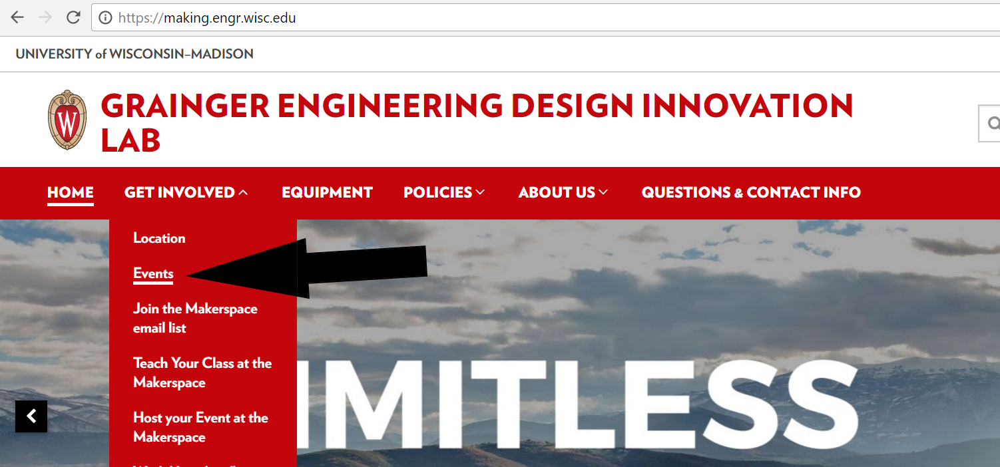 https://making.engr.wisc.edu
UNIVERSITY of WISCONSIN–MADISON
W
GRAINGER ENGINEERING DESIGN INNOVATION
LAB
HOME GET INVOLVED EQUIPMENT POLICIES ABOUT US QUESTIONS & CONTACT INFO
Location
Events
Join the Makerspace
email list
Teach Your Class at the
Makerspace
Host your Event at the
Makerspace
IMITLESS